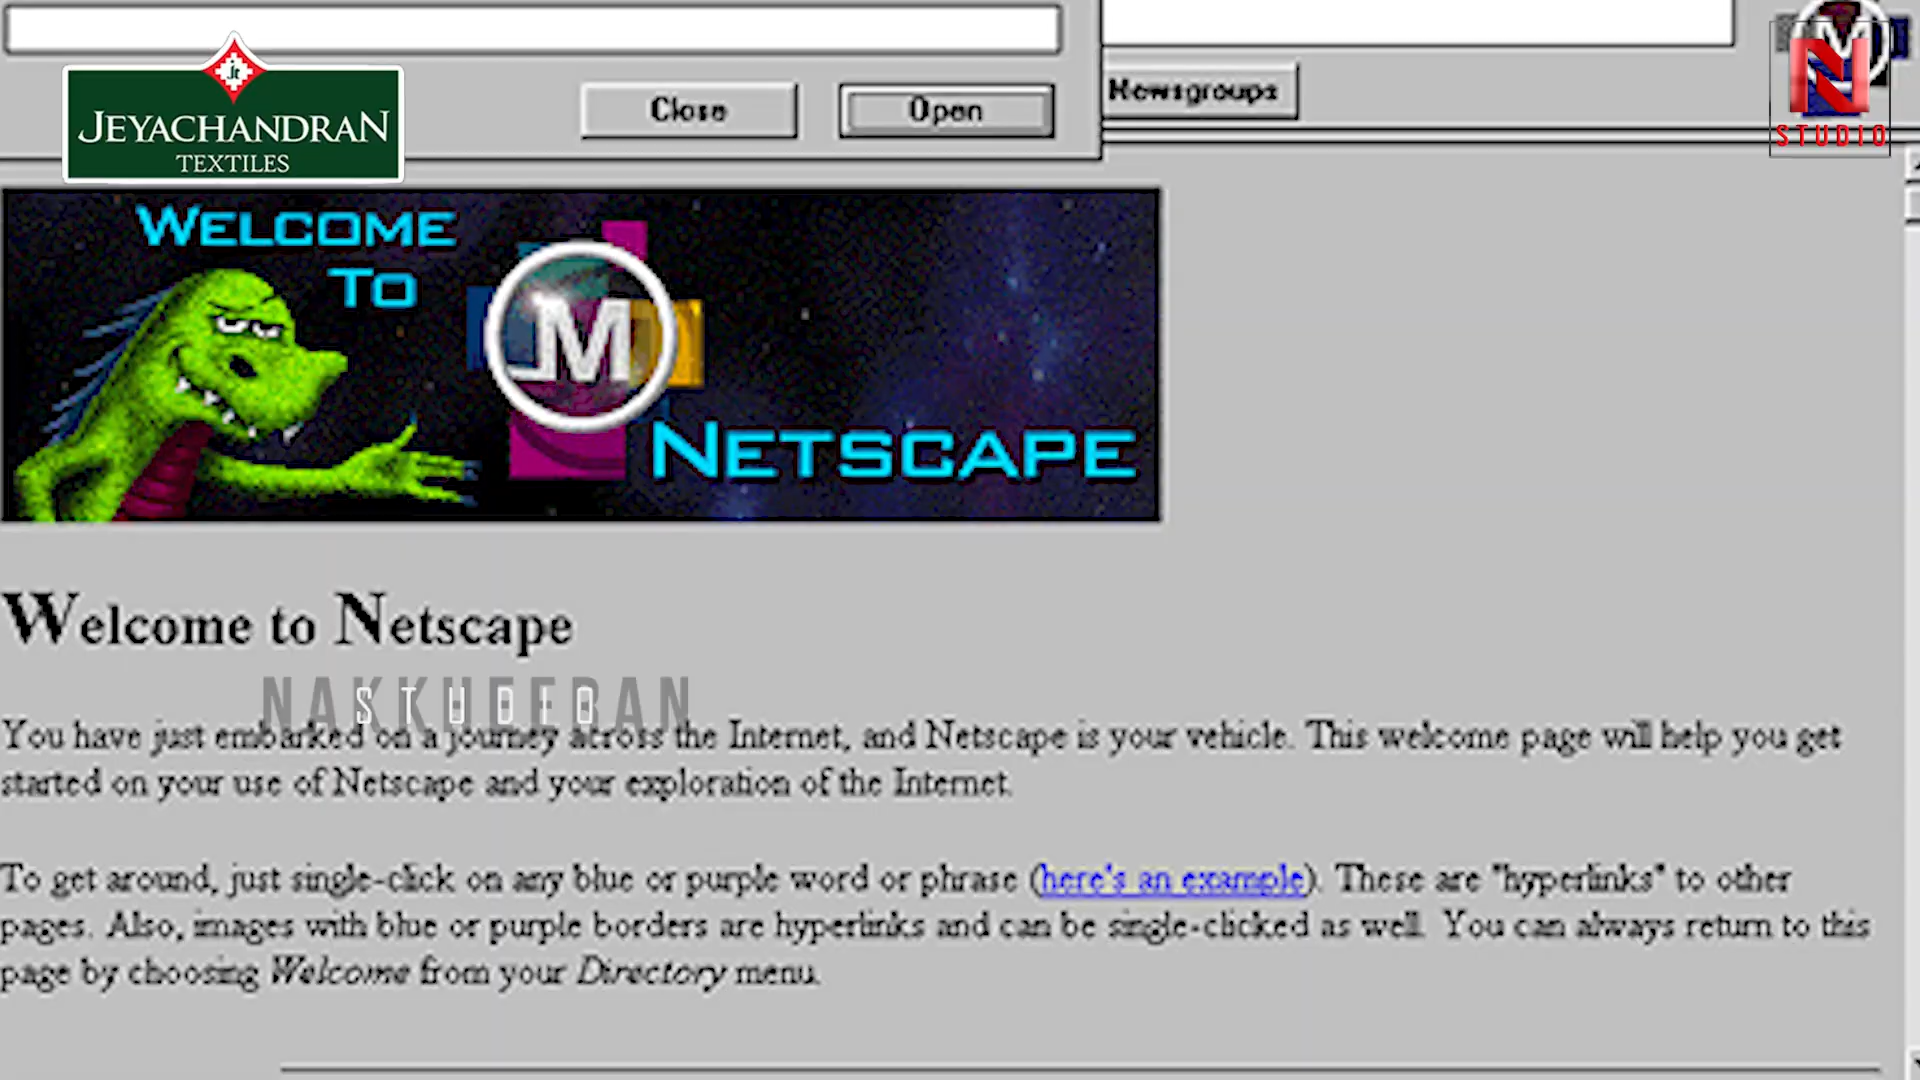 Close
Open
Newsgroups
jt
JEYACHANDRAN
TEXTILES
N
STUDIO
WELCOME
TO
M
NETSCAPE
Welcome to Netscape
NAKKHEERAN
STUDIO
You have just embarked on a journey across the Internet, and Netscape is your vehicle. This welcome page will help you get
started on your use of Netscape and your exploration of the Internet.
To get around, just single-click on any blue or purple word or phrase (here's an example). These are "hyperlinks" to other
pages. Also, images with blue or purple borders are hyperlinks and can be single-clicked as well. You can always return to this
page by choosing Welcome from your Directory menu.